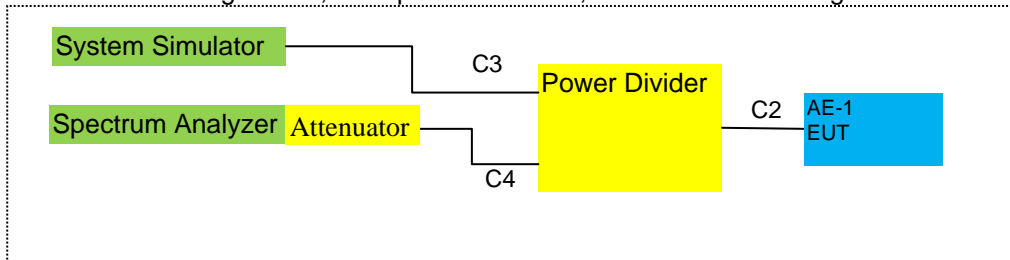 System Simulator
C3
Power Divider
Spectrum Analyzer Attenuator
C2
AE-1
EUT
C4